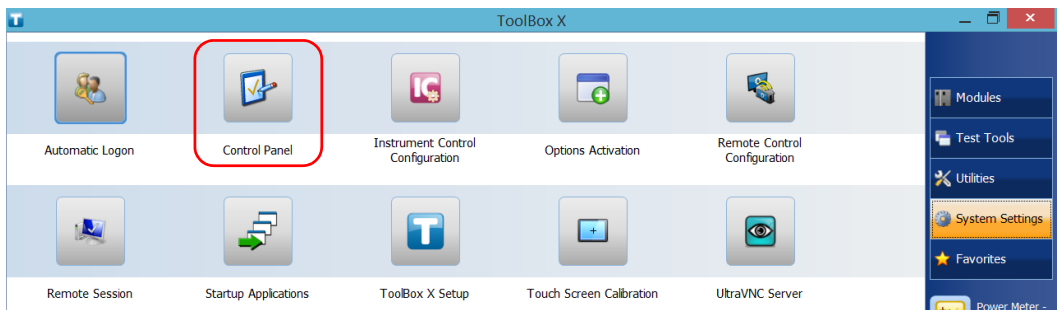 ToolBox X
Automatic Logon
Control Panel
Instrument Control
Configuration
Options Activation
Remote Control
Configuration
Remote Session
Startup Applications
ToolBox X Setup
Touch Screen Calibration
UltraVNC Server
Modules
Test Tools
Utilities
System Settings
Favorites
Power Meter -